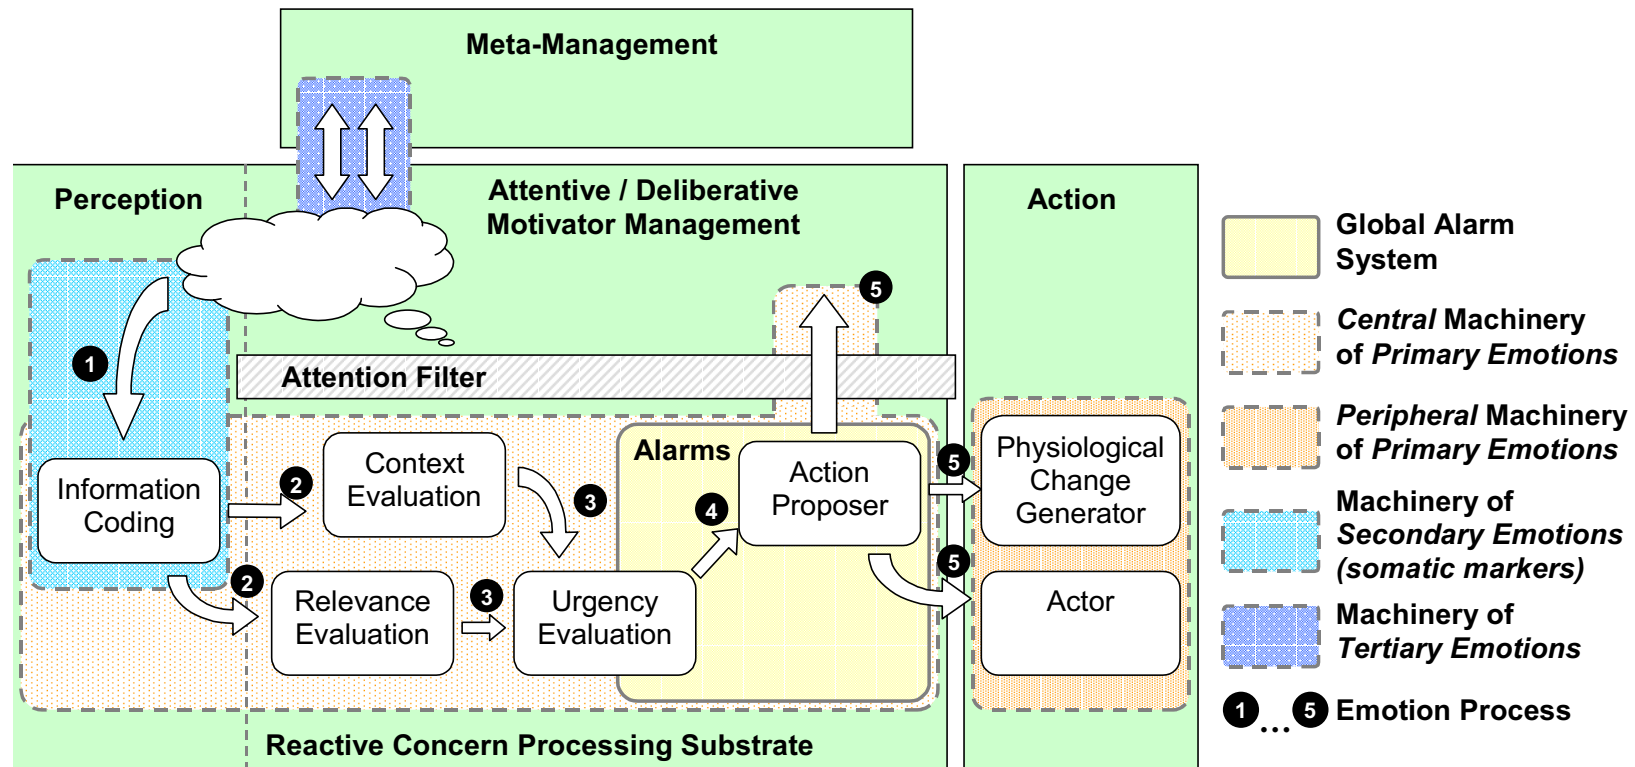 Meta-Management
Perception
Attentive / Deliberative
Motivator Management
Action
1
5
Attention Filter
Information
Coding
2
Context
Evaluation
3
Alarms
4
Action
Proposer
5
Physiological
Change
Generator
2
Relevance
Evaluation
3
Urgency
Evaluation
5
Actor
Reactive Concern Processing Substrate
Global Alarm
System
Central Machinery
of Primary Emotions
Peripheral Machinery
of Primary Emotions
Machinery of
Secondary Emotions
(somatic markers)
Machinery of
Tertiary Emotions
1...5 Emotion Process